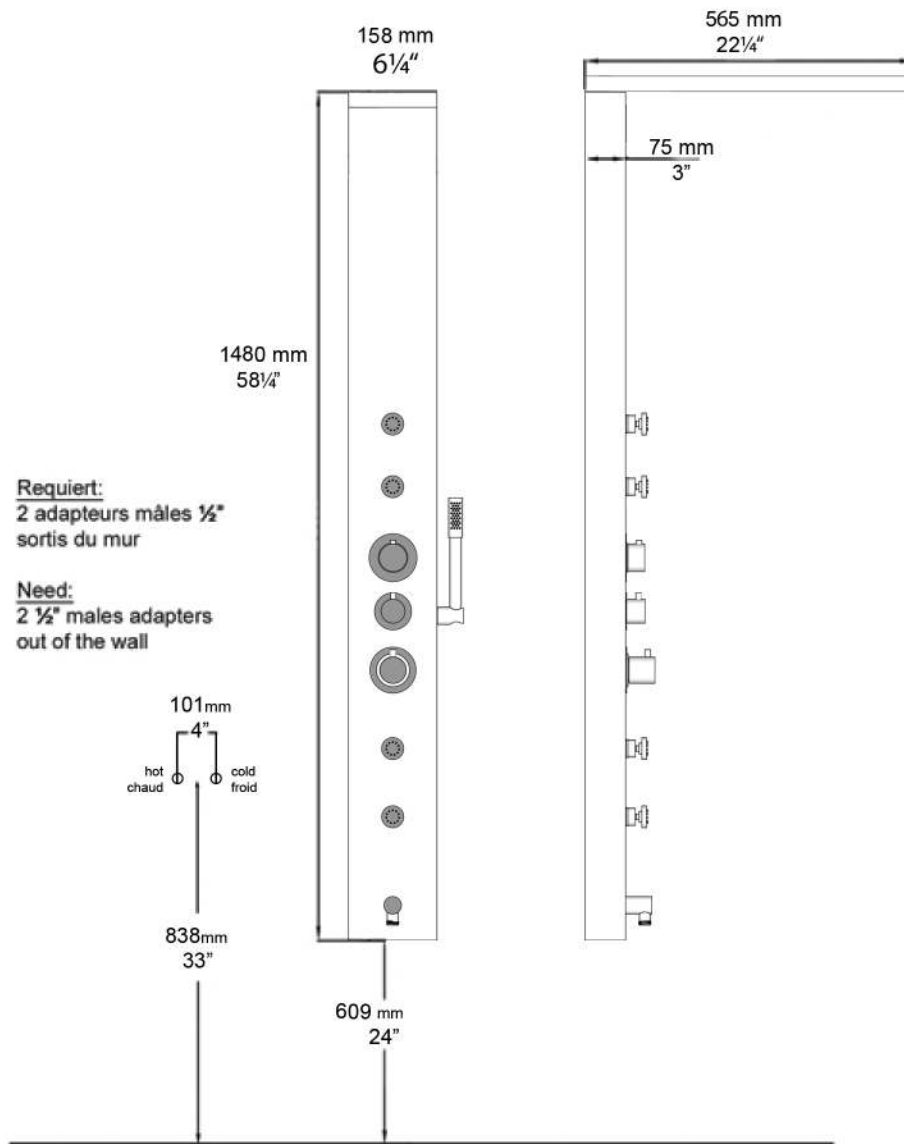 158 mm
6¼“
565 mm
22¼“
75 mm
3”
1480 mm
58¼”
Requiert:
2 adapteurs mâles ½"
sortis du mur
Need:
2 ½" males adapters
out of the wall
101mm
4”
hot
chaud
cold
froid
838mm
33”
609 mm
24”